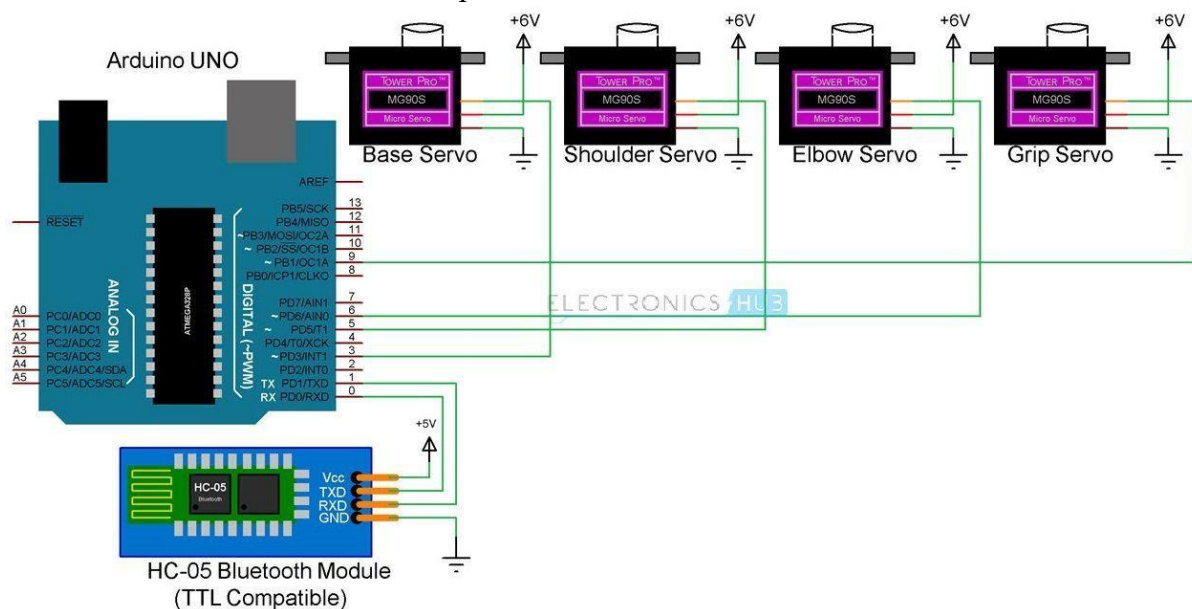 Arduino UNO
+6V
+6V
+6V
+6V
TOWER PRO™
MG90S
Micro Servo
Base Servo
TOWER PRO™
MG90S
Micro Servo
Shoulder Servo
TOWER PRO™
MG90S
Micro Servo
Elbow Servo
TOWER PRO™
MG90S
Micro Servo
Grip Servo
RESET
AREF
PB5/SCK 13
PB4/MISO 12
~PB3/MOSI/OC2A 11
~ PB2/SS/OC1B 10
~ PB1/OC1A 9
PB0/ICP1/CLKO 8
PD7/AIN1 7
~ PD6/AIN0 6
~ PD5/T1 5
PD4/T0/XCK 4
~ PD3/INT1 3
PD2/INT0 2
TX PD1/TXD 1
RX PD0/RXD 0
DIGITAL (~PWM)
ATMEGA328P
ANALOG IN
A0 PC0/ADC0
A1 PC1/ADC1
A2 PC2/ADC2
A3 PC3/ADC3
A4 PC4/ADC4/SDA
A5 PC5/ADC5/SCL
ELECTRONICS HUB
+5V
HC-05
Bluetooth
Vcc
TXD
RXD
GND
HC-05 Bluetooth Module
(TTL Compatible)